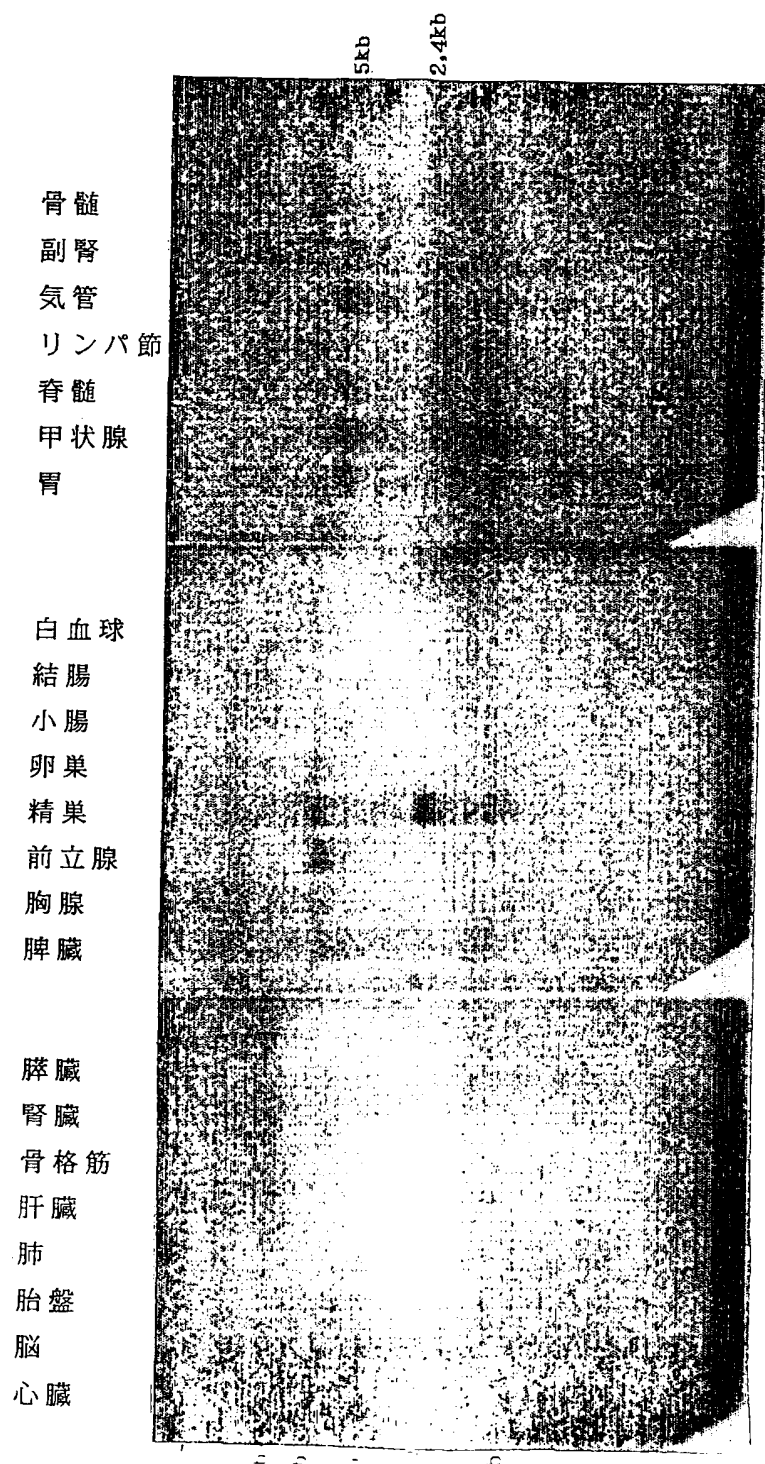 5kb
2.4kb
骨髄
副腎
気管
リンパ節
脊髄
甲状腺
胃
白血球
結腸
小腸
卵巣
精巣
前立腺
胸腺
脾臓
膵臓
腎臓
骨格筋
肝臓
肺
胎盤
脳
心臓